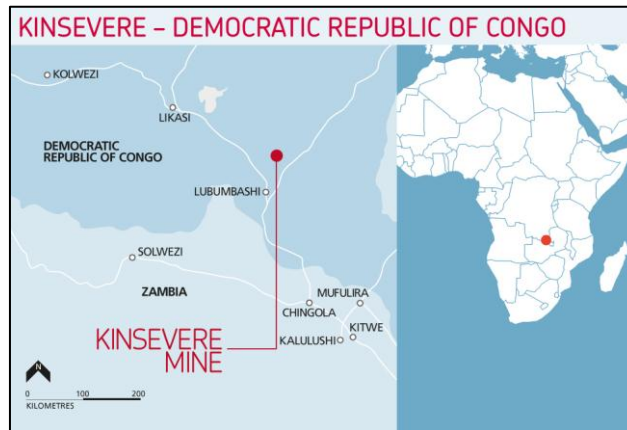 KINSEVERE – DEMOCRATIC REPUBLIC OF CONGO
KOLWEZI
LIKASI
DEMOCRATIC
REPUBLIC OF CONGO
LUBUMBASHI
SOLWEZI
ZAMBIA
MUFULIRA
CHINGOLA
KITWE
KALULUSHI
KINSEVERE
MINE
N
0 100 200
KILOMETRES